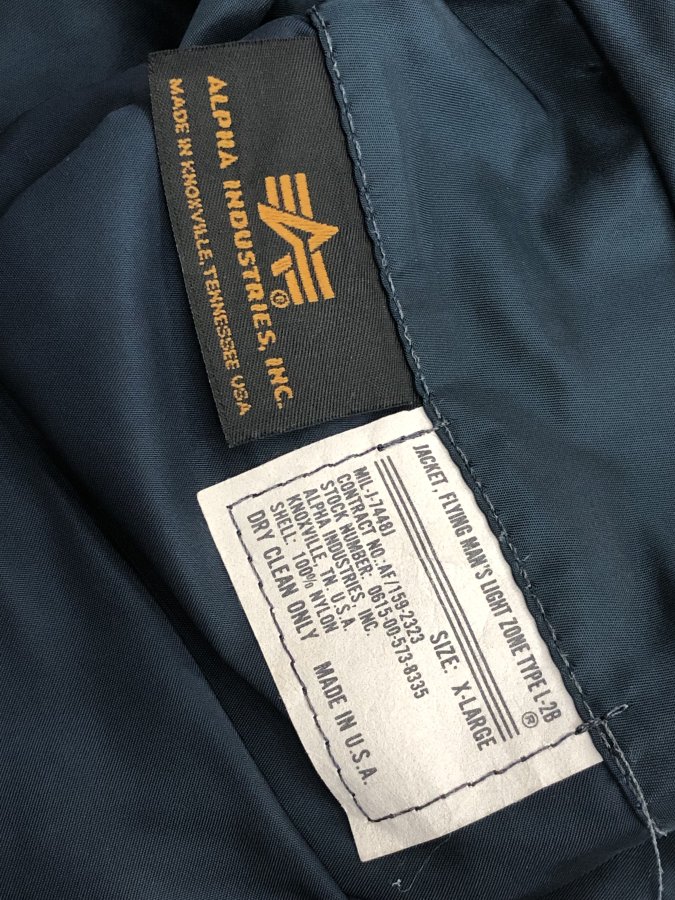 ALPHA INDUSTRIES, INC.
MADE IN KNOXVILLE, TENNESSEE USA
JACKET, FLYING MAN'S LIGHT ZONE TYPE L-2B
®
SIZE: X-LARGE
MIL-J-7448J
CONTRACT NO. AF/159-2323
STOCK NUMBER: 0615-00-573-8335
ALPHA INDUSTRIES, INC.
KNOXVILLE, TN. U.S.A.
SHELL: 100% NYLON
DRY CLEAN ONLY MADE IN U.S.A.